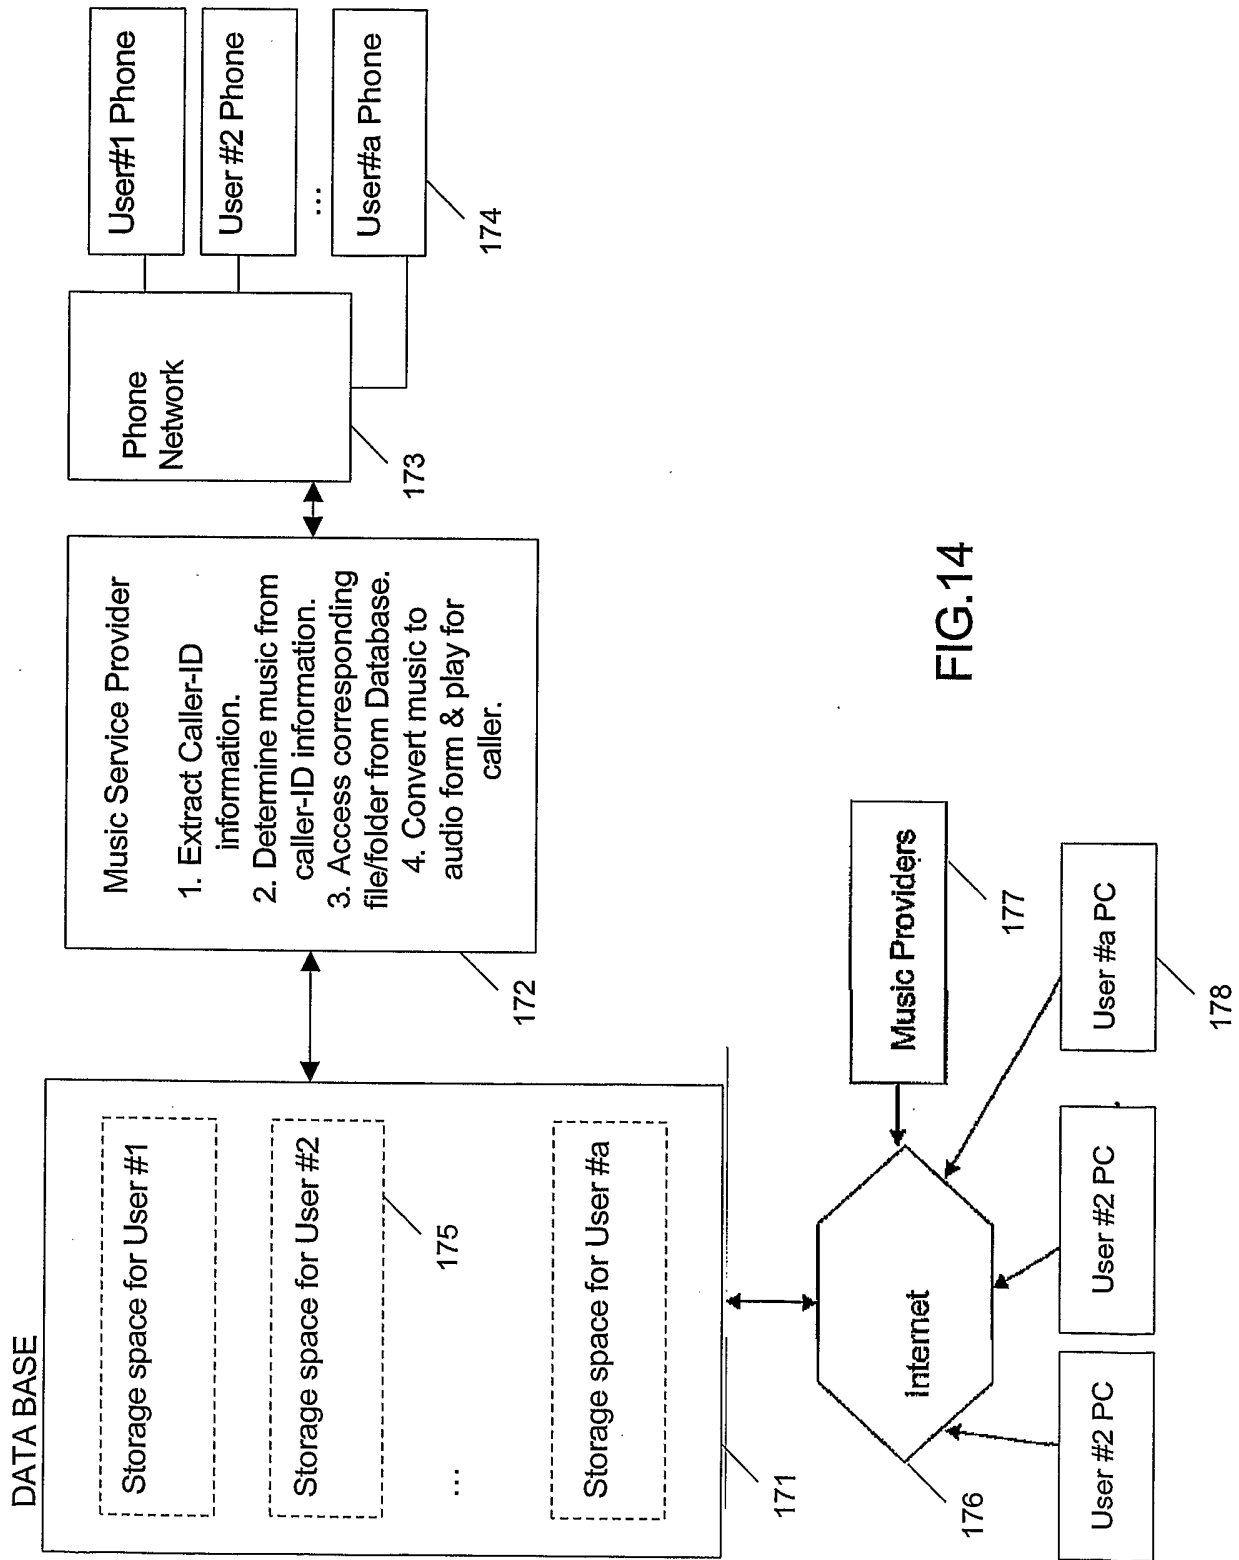 DATA BASE
Storage space for User #1
Storage space for User #2
175
...
Storage space for User #a
171
Music Service Provider
1. Extract Caller-ID
information.
2. Determine music from
caller-ID information.
3. Access corresponding
file/folder from Database.
4. Convert music to
audio form & play for
caller.
172
Phone
Network
173
User#1 Phone
User #2 Phone
...
User#a Phone
174
Internet
176
Music Providers
177
User #2 PC
User #2 PC
User #a PC
178
FIG.14